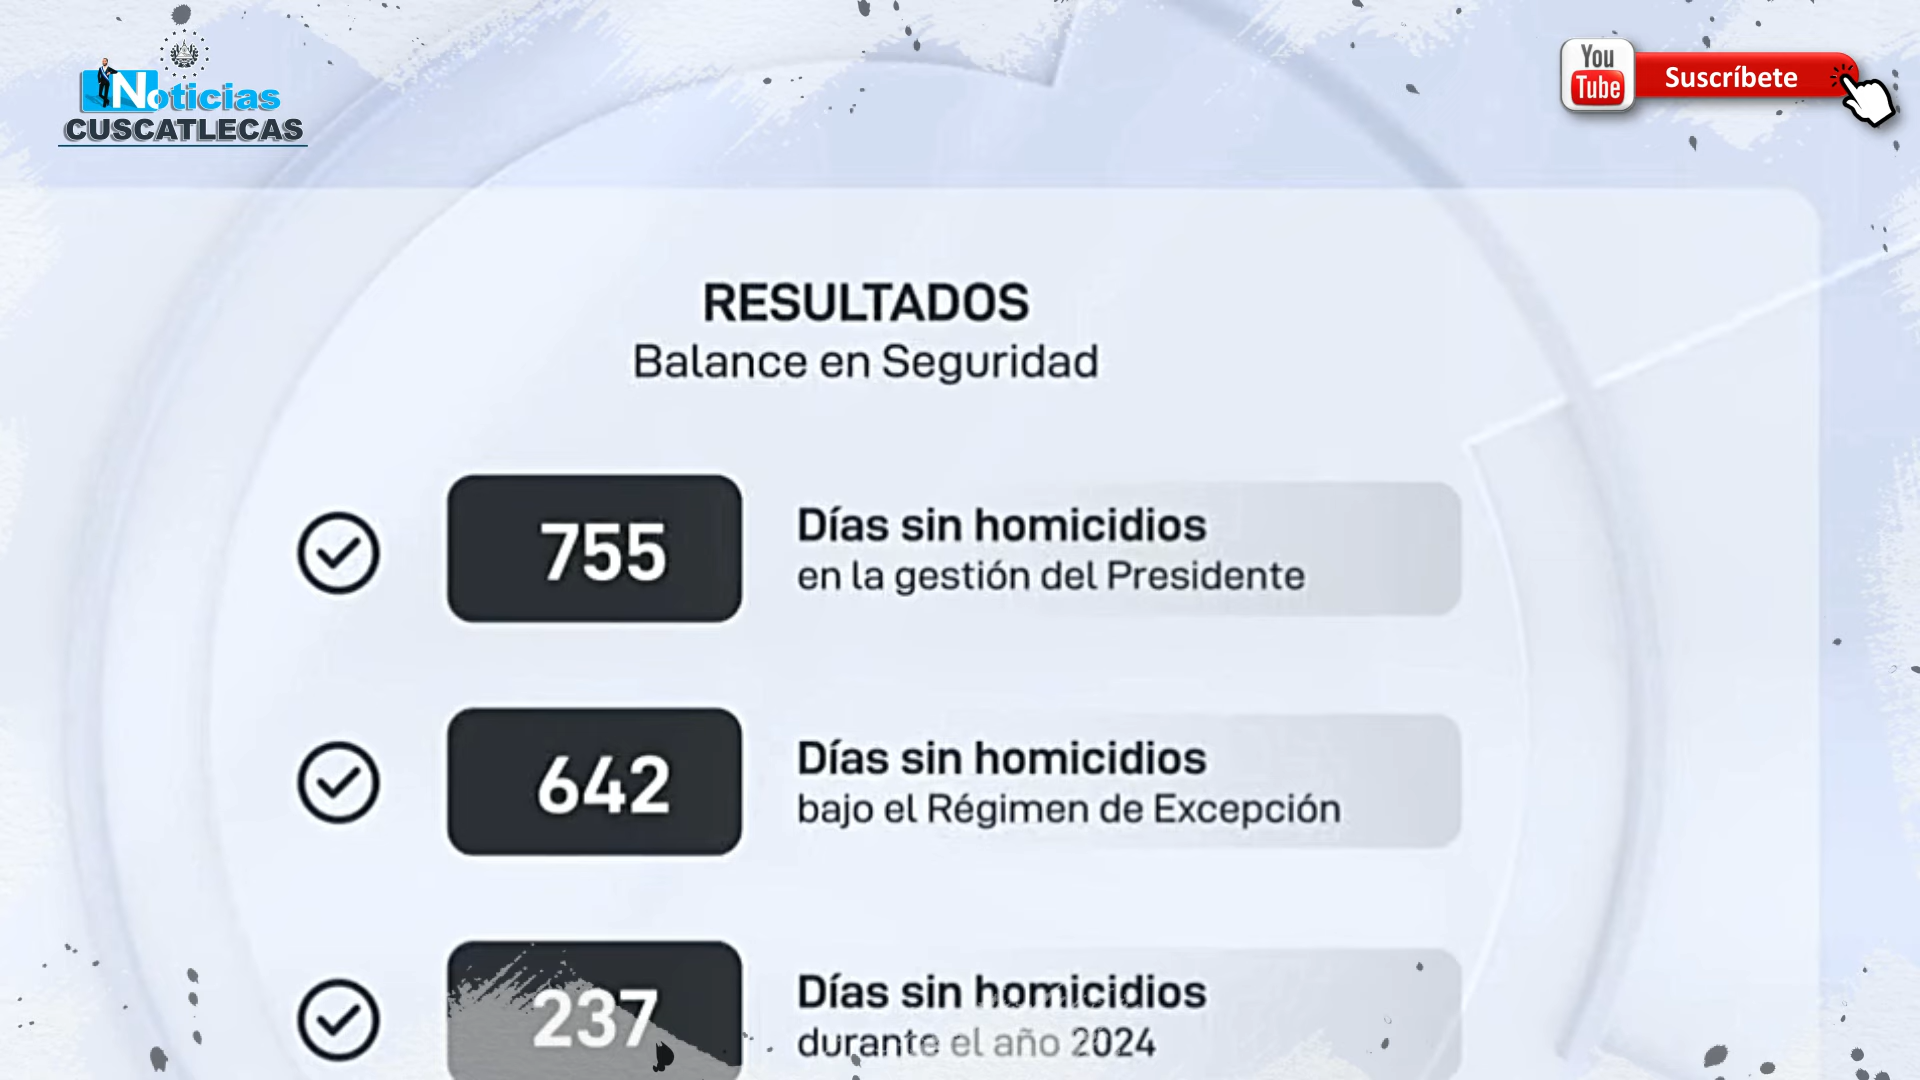 Noticias
CUSCATLECAS
You
Tube
Suscríbete
RESULTADOS
Balance en Seguridad
755
Días sin homicidios
en la gestión del Presidente
642
Días sin homicidios
bajo el Régimen de Excepción
237
Días sin homicidios
durante el año 2024